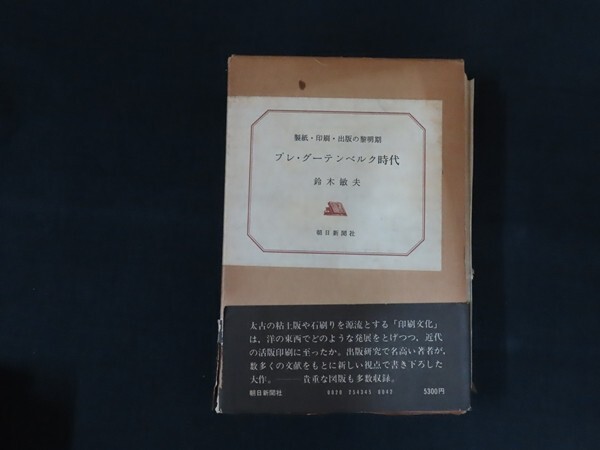 製紙・印刷・出版の黎明期
プレ・グーテンベルク時代
鈴木敏夫
朝日新聞社
太古の粘土版や石刷りを源流とする「印刷文化」
は、洋の東西でどのような発展をとげつつ、近代
の活版印刷に至ったか。出版研究で名高い著者が、
数多くの文献をもとに新しい視点で書き下ろした
大作。──貴重な図版も多数収録。
朝日新聞社 0020 254345 0042 5300円